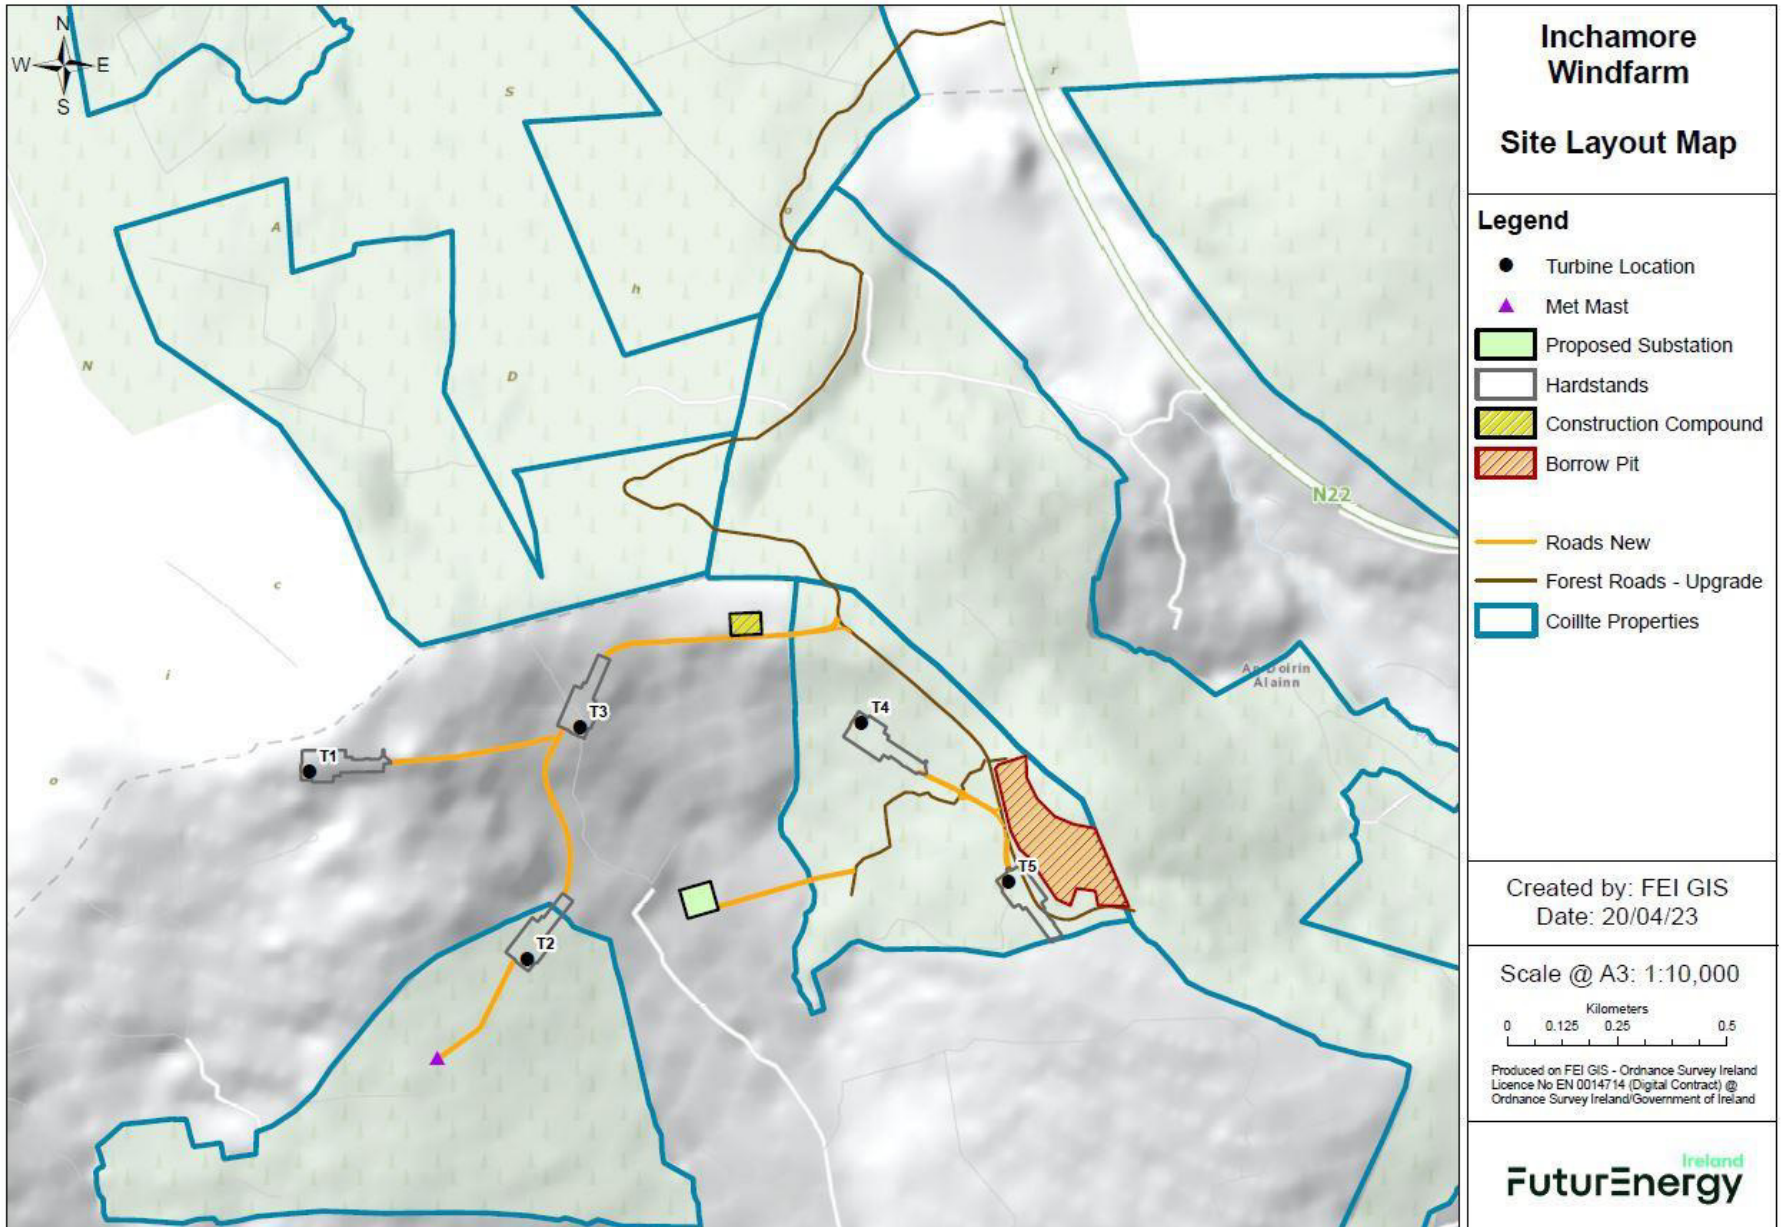 Inchamore
Windfarm
Site Layout Map
Legend
Turbine Location
Met Mast
Proposed Substation
Hardstands
Construction Compound
Borrow Pit
Roads New
Forest Roads - Upgrade
Coillte Properties
Created by: FEI GIS
Date: 20/04/23
Scale @ A3: 1:10,000
Kilometers
0 0.125 0.25 0.5
Produced on FEI GIS - Ordnance Survey Ireland
Licence No EN 0014714 (Digital Contract) @
Ordnance Survey Ireland/Government of Ireland
Ireland
FuturEnergy
N
W E
S
r
S
o
A
h
N
D
N22
c
i
o
An Doirin
Alainn
T3
T4
T1
T5
T2